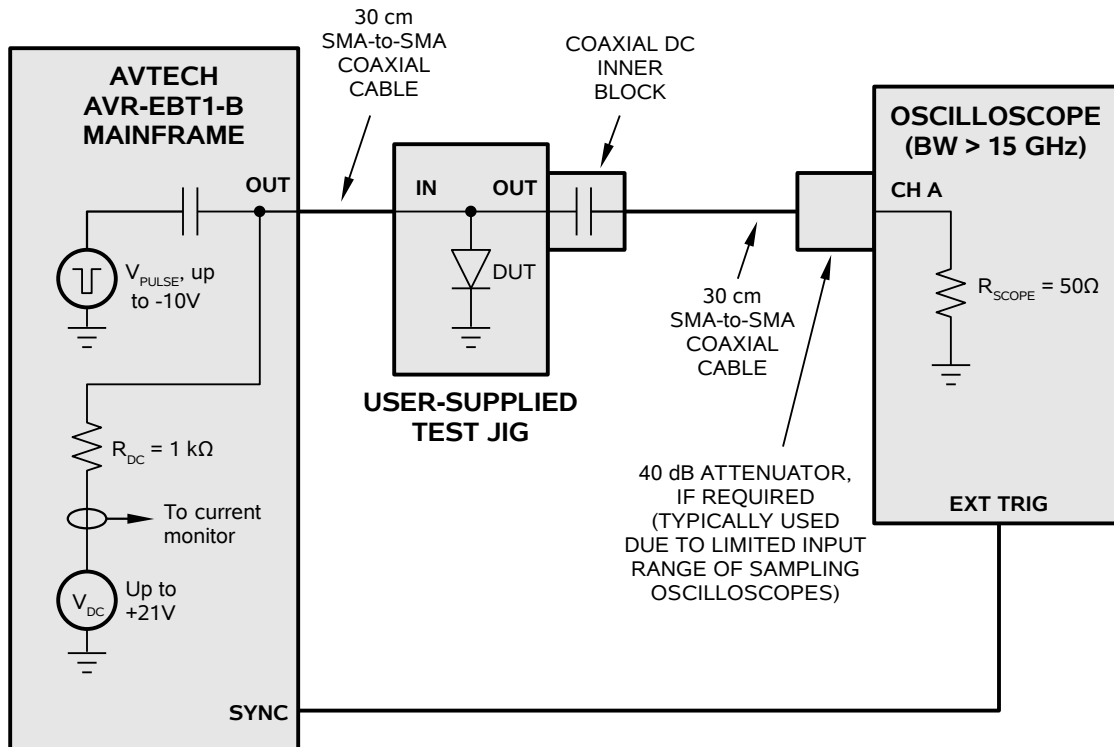 30 cm
SMA-to-SMA
COAXIAL
CABLE
COAXIAL DC
INNER
BLOCK
AVTECH
AVR-EBT1-B
MAINFRAME
OSCILLOSCOPE
(BW > 15 GHz)
OUT
IN
OUT
CH A
V_PULSE, up
to -10V
DUT
R_SCOPE = 50Ω
30 cm
SMA-to-SMA
COAXIAL
CABLE
USER-SUPPLIED
TEST JIG
R_DC = 1 kΩ
40 dB ATTENUATOR,
IF REQUIRED
(TYPICALLY USED
DUE TO LIMITED INPUT
RANGE OF SAMPLING
OSCILLOSCOPES)
To current
monitor
EXT TRIG
V_DC
Up to
+21V
SYNC